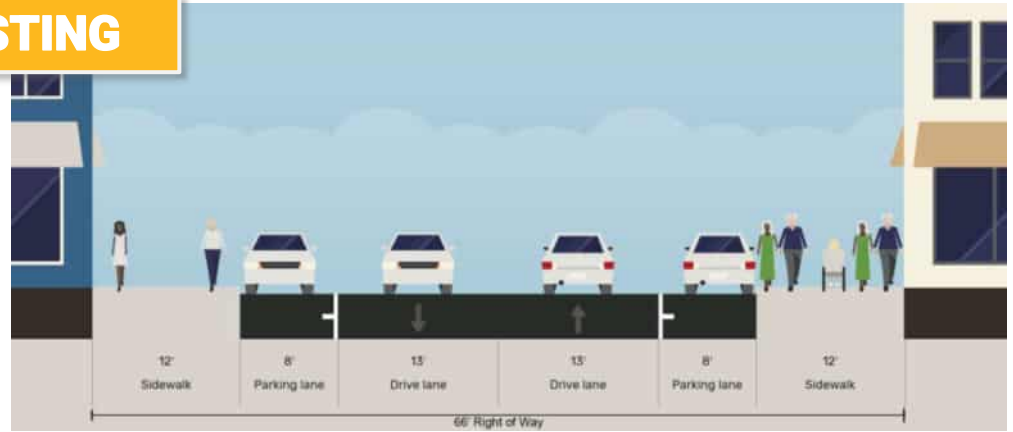 STING
12' 8' 13' 13' 8' 12'
Sidewalk Parking lane Drive lane Drive lane Parking lane Sidewalk
66' Right of Way